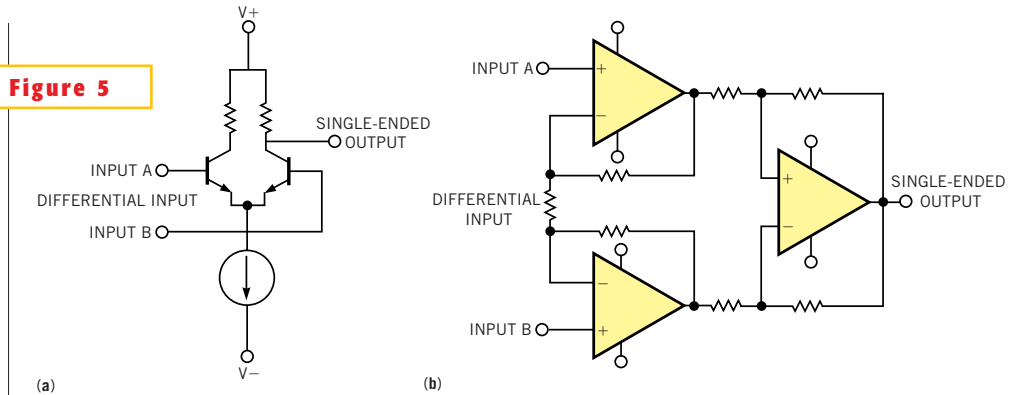 Figure 5
V+
SINGLE-ENDED
OUTPUT
INPUT A
DIFFERENTIAL INPUT
INPUT B
V–
(a)
INPUT A
+
–
DIFFERENTIAL
INPUT
–
+
INPUT B
+
–
SINGLE-ENDED
OUTPUT
(b)